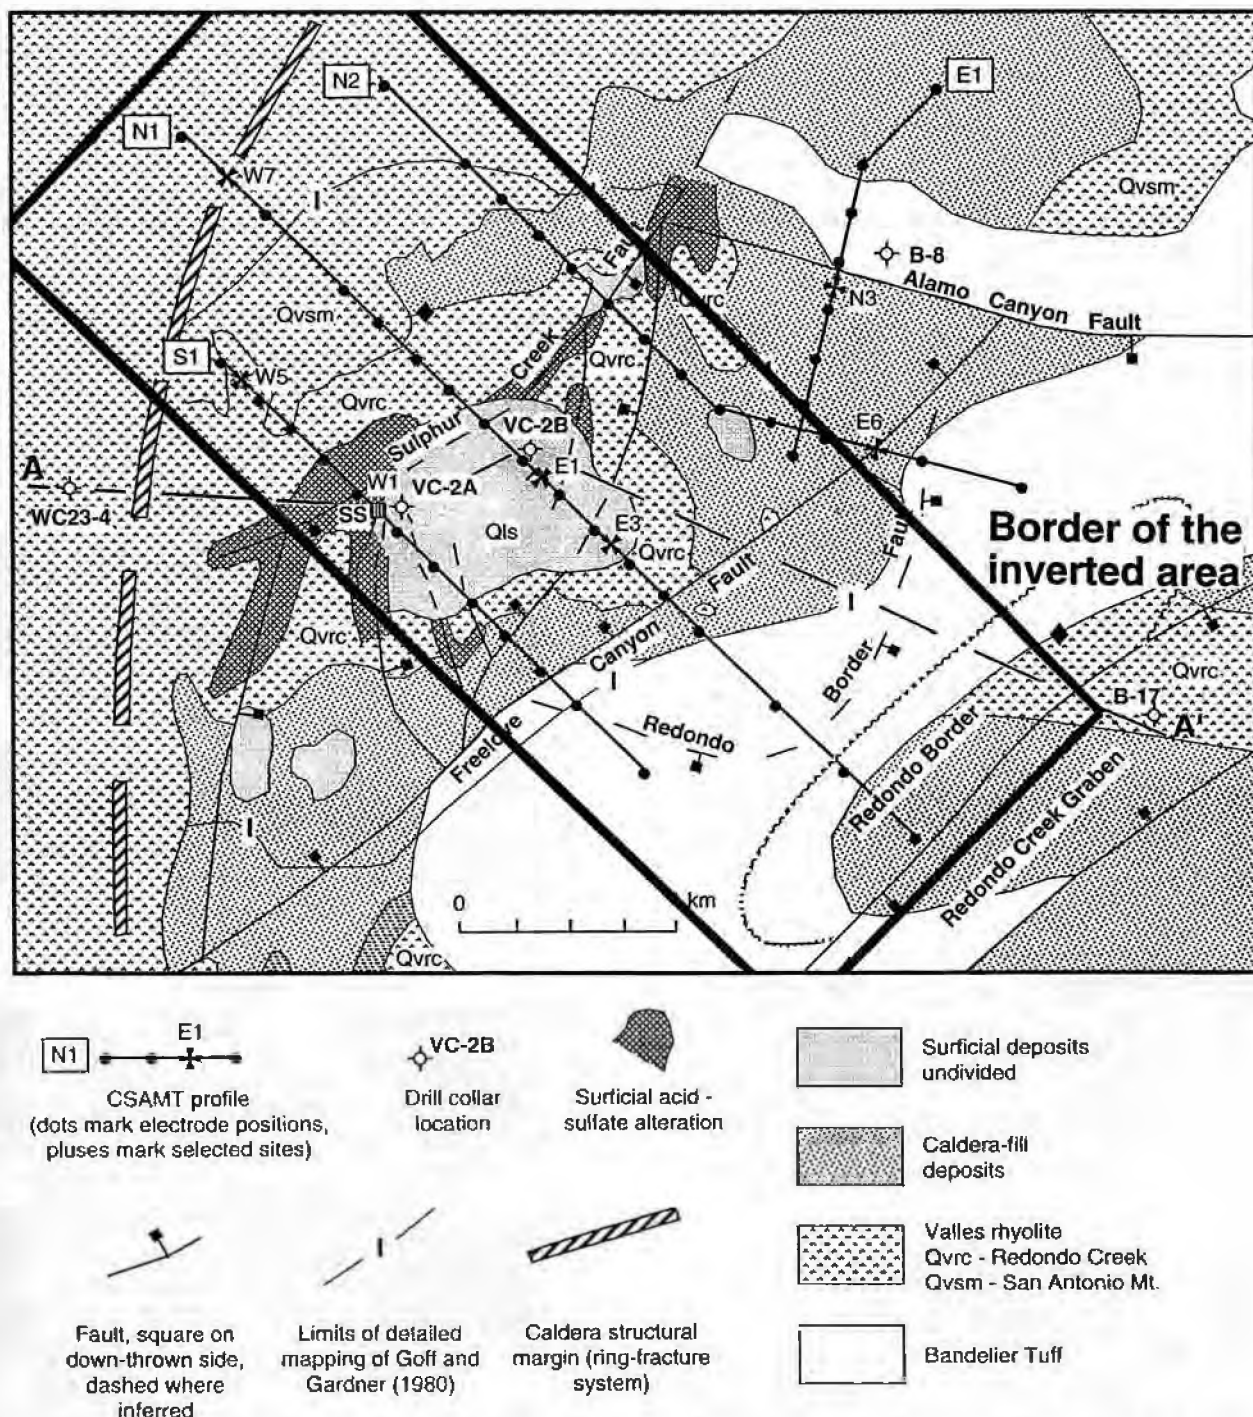 N2
E1
N1
W7
I
Qvsm
B-8
Fault
Qvrc
N3
Alamo Canyon Fault
Qvsm
Creek
S1
W5
Qvrc
Qvrc
E6
Sulphur
VC-2B
A
W1
VC-2A
E1
WC23-4
SS
Qls
E3
Qvrc
Fault
Fault
Border of the
inverted area
I
Qvrc
Canyon
I
Border
Qvrc
B-17
A'
Freelove
Redondo
Redondo Border
I
Redondo Creek Graben
0
km
Qvrc
N1
E1
CSAMT profile
(dots mark electrode positions,
pluses mark selected sites)
VC-2B
Drill collar
location
Surficial acid -
sulfate alteration
Surficial deposits
undivided
Caldera-fill
deposits
Fault, square on
down-thrown side,
dashed where
inferred
I
Limits of detailed
mapping of Goff and
Gardner (1980)
Caldera structural
margin (ring-fracture
system)
Valles rhyolite
Qvrc - Redondo Creek
Qvsm - San Antonio Mt.
Bandelier Tuff